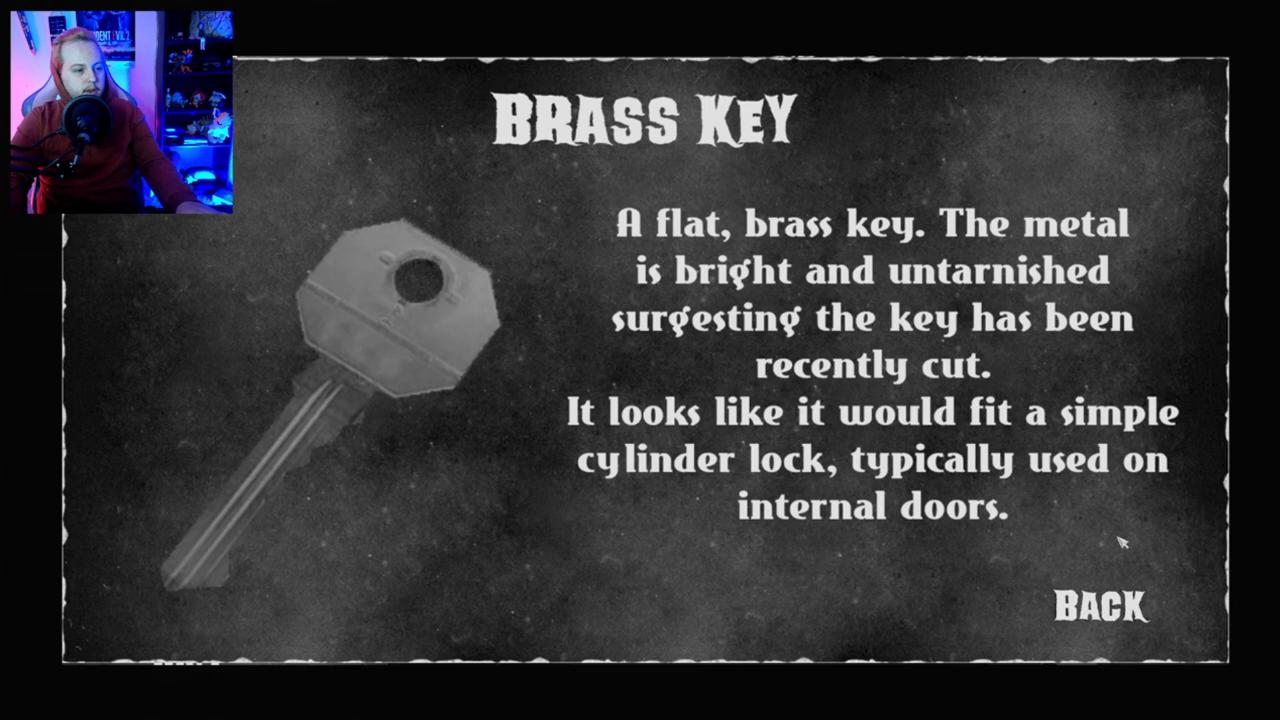 BRASS KEY
A flat, brass key. The metal
is bright and untarnished
surgesting the key has been
recently cut.
It looks like it would fit a simple
cylinder lock, typically used on
internal doors.
BACK